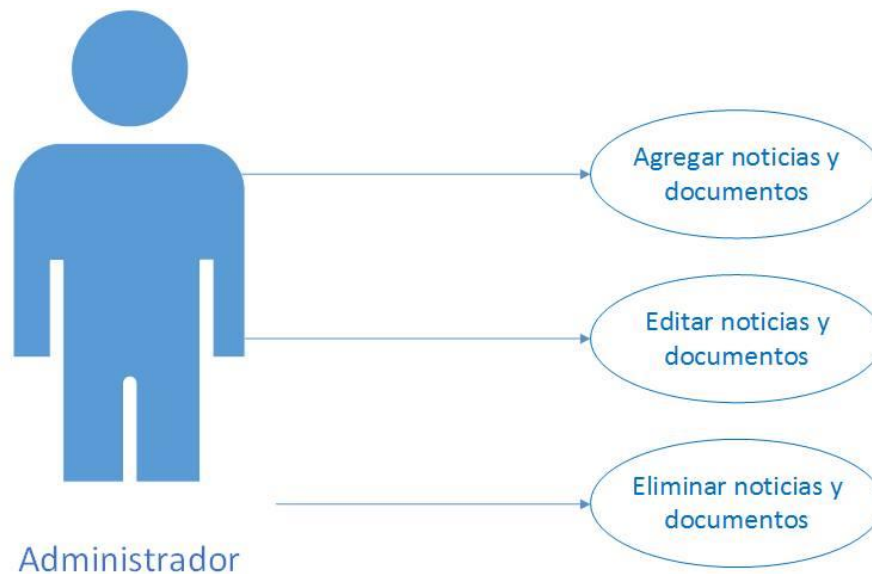 Agregar noticias y
documentos
Editar noticias y
documentos
Eliminar noticias y
documentos
Administrador